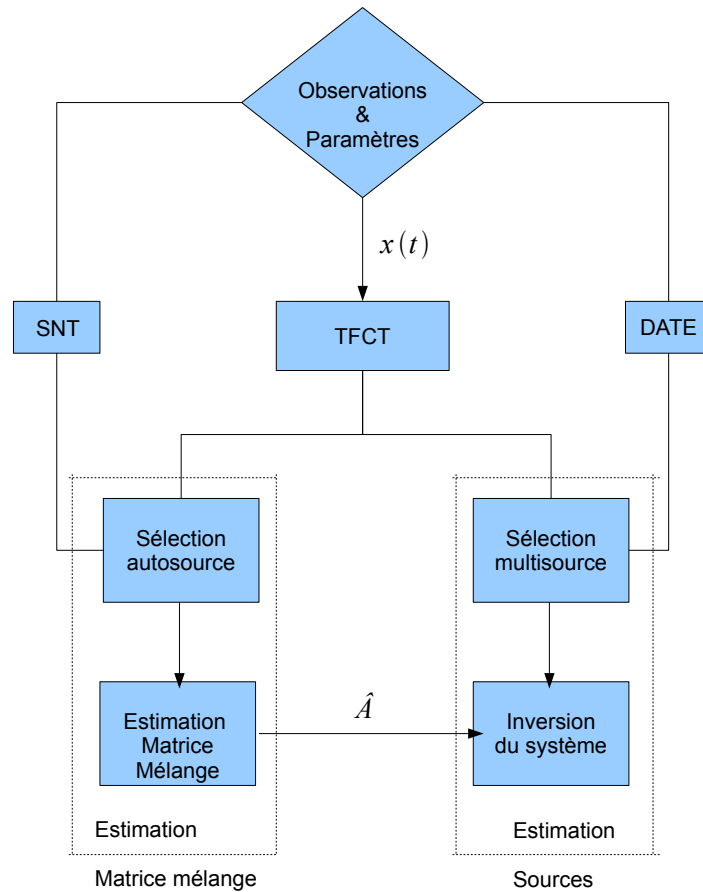 Observations
&
Paramètres
x(t)
SNT
TFCT
DATE
Sélection
autosource
Sélection
multisource
Estimation
Matrice
Mélange
Â
Inversion
du système
Estimation
Estimation
Matrice mélange
Sources